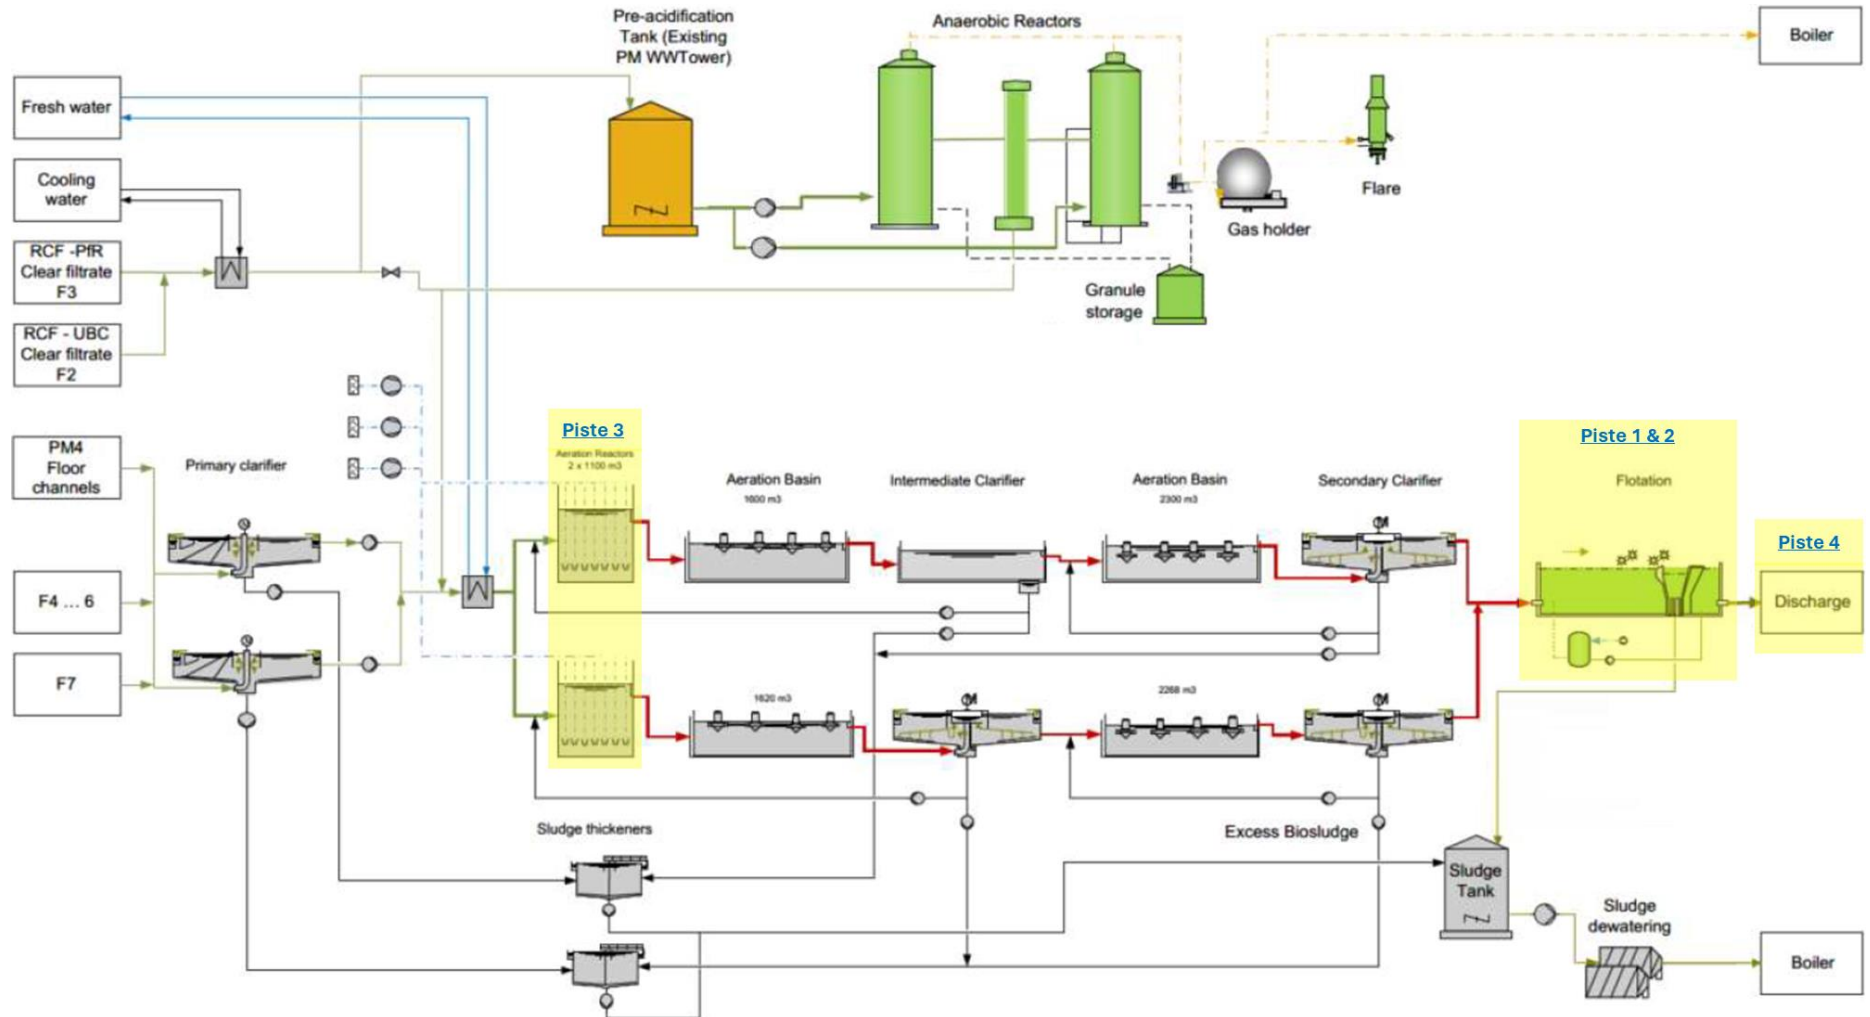 Pre-acidification
Tank (Existing
PM WWTower)
Anaerobic Reactors
Boiler
Fresh water
Cooling
water
Flare
Gas holder
RCF -PfR
Clear filtrate
F3
Granule
storage
RCF - UBC
Clear filtrate
F2
Piste 3
Piste 1 & 2
PM4
Floor
channels
Primary clarifier
Aeration Reactors
2 x 1100 m3
Aeration Basin
1600 m3
Intermediate Clarifier
Aeration Basin
2300 m3
Secondary Clarifier
Flotation
M
Piste 4
Discharge
F4 ... 6
F7
1620 m3
M
2268 m3
M
Sludge thickeners
Excess Biosludge
Sludge
Tank
Sludge
dewatering
Boiler